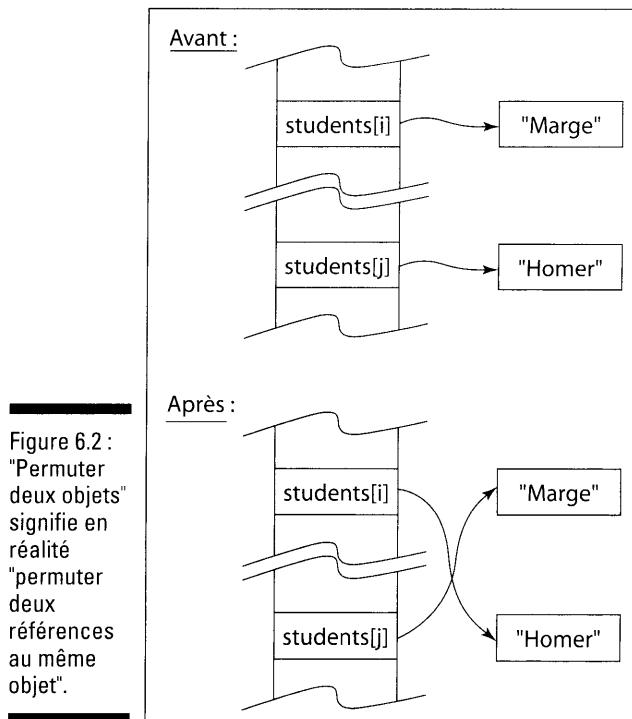 Avant :
students[i]
"Marge"
students[j]
"Homer"
Après :
students[i]
"Marge"
students[j]
"Homer"
Figure 6.2 :
"Permuter
deux objets"
signifie en
réalité
"permuter
deux
références
au même
objet".